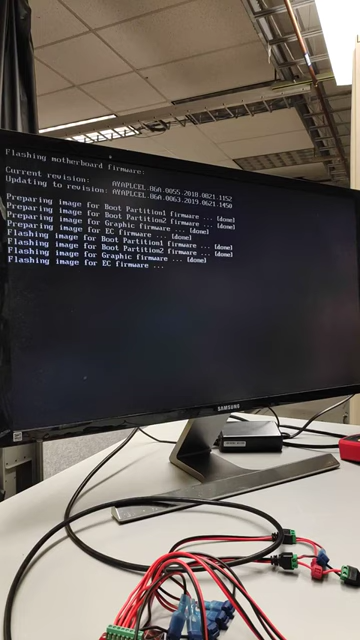 Flashing motherboard firmware:
Current revision: AYAPLCEL.86A.0055.2018.0821.1152
Updating to revision: AYAPLCEL.86A.0063.2019.0621.1450
Preparing image for Boot Partition1 firmware ... [done]
Preparing image for Boot Partition2 firmware ... [done]
Preparing image for Graphic firmware ... [done]
Preparing image for EC firmware ... [done]
Flashing image for Boot Partition1 firmware ... [done]
Flashing image for Boot Partition2 firmware ... [done]
Flashing image for Graphic firmware ... [done]
Flashing image for EC firmware ...
SAMSUNG